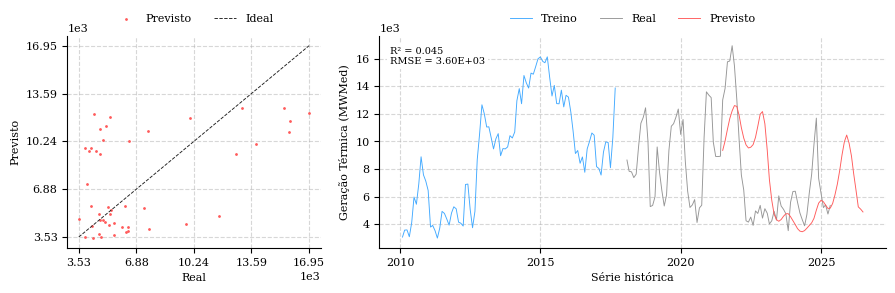 Previsto
Ideal
1e3
16.95
13.59
10.24
6.88
3.53
Previsto
3.53
6.88
10.24
13.59
16.95
1e3
Real
Treino
Real
Previsto
1e3
R² = 0.045
RMSE = 3.60E+03
16
14
12
10
8
6
4
Geração Térmica (MWMed)
2010
2015
2020
2025
Série histórica